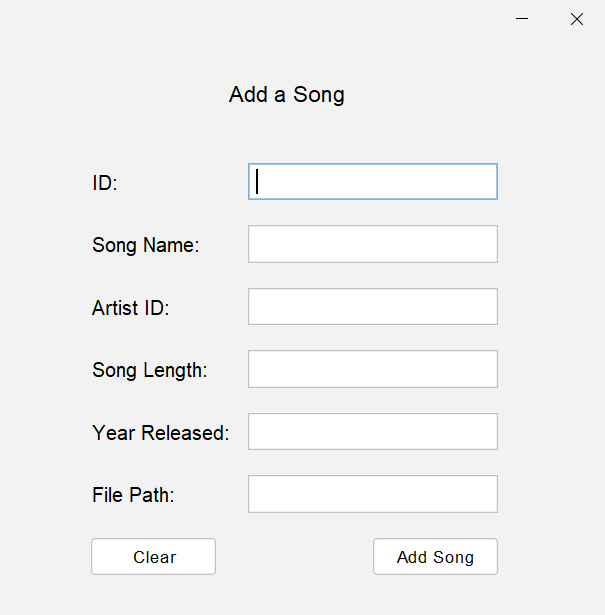 Add a Song
ID:
Song Name:
Artist ID:
Song Length:
Year Released:
File Path:
Clear Add Song